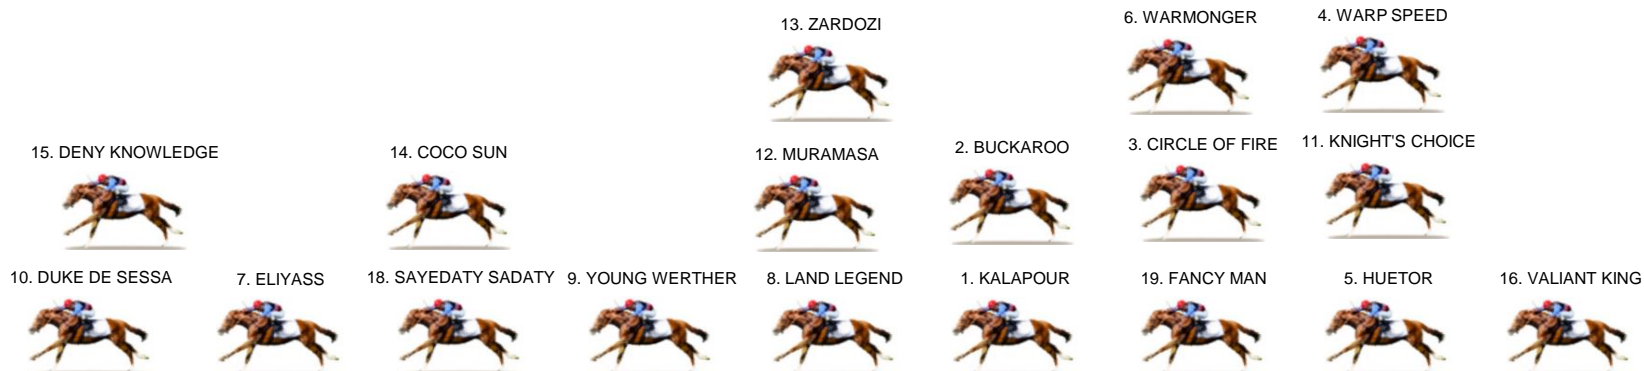 13. ZARDOZI
6. WARMONGER
4. WARP SPEED
15. DENY KNOWLEDGE
14. COCO SUN
12. MURAMASA
2. BUCKAROO
3. CIRCLE OF FIRE
11. KNIGHT'S CHOICE
10. DUKE DE SESSA
7. ELIYASS
18. SAYEDATY SADATY
9. YOUNG WERTHER
8. LAND LEGEND
1. KALAPOUR
19. FANCY MAN
5. HUETOR
16. VALIANT KING